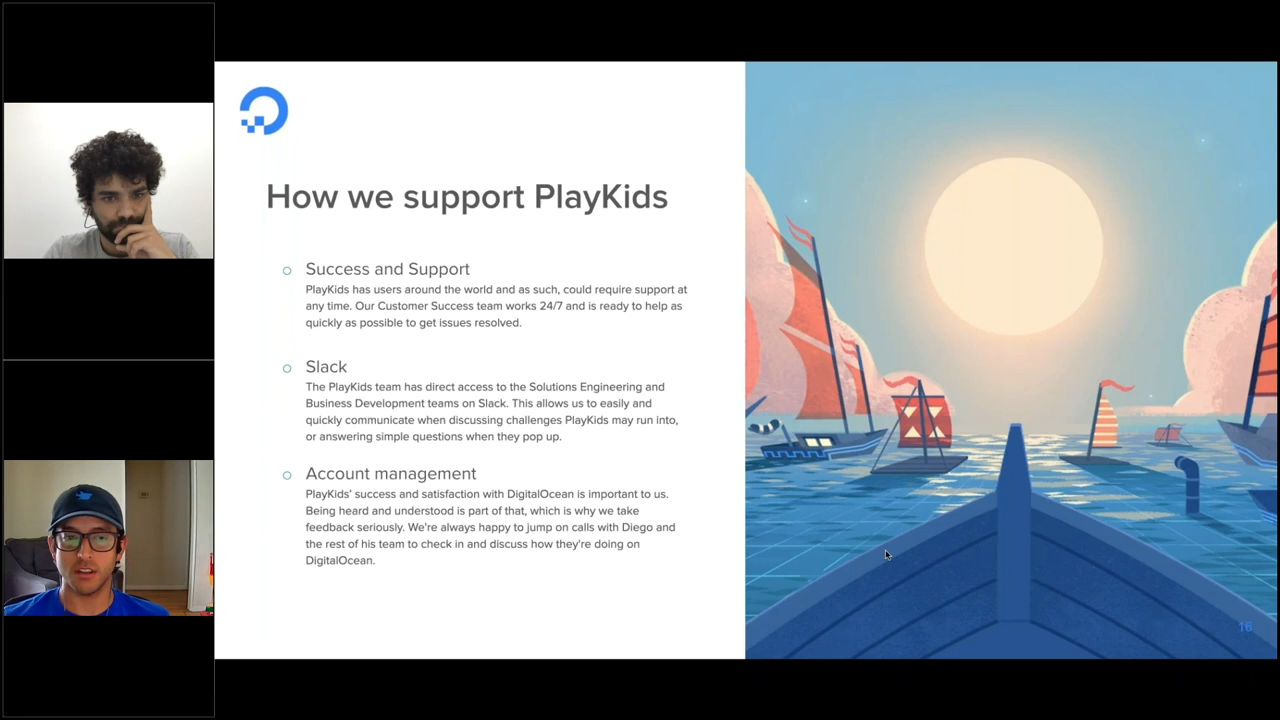 How we support PlayKids
Success and Support
PlayKids has users around the world and as such, could require support at
any time. Our Customer Success team works 24/7 and is ready to help as
quickly as possible to get issues resolved.
Slack
The PlayKids team has direct access to the Solutions Engineering and
Business Development teams on Slack. This allows us to easily and
quickly communicate when discussing challenges PlayKids may run into,
or answering simple questions when they pop up.
Account management
PlayKids' success and satisfaction with DigitalOcean is important to us.
Being heard and understood is part of that, which is why we take
feedback seriously. We're always happy to jump on calls with Diego and
the rest of his team to check in and discuss how they're doing on
DigitalOcean.
16